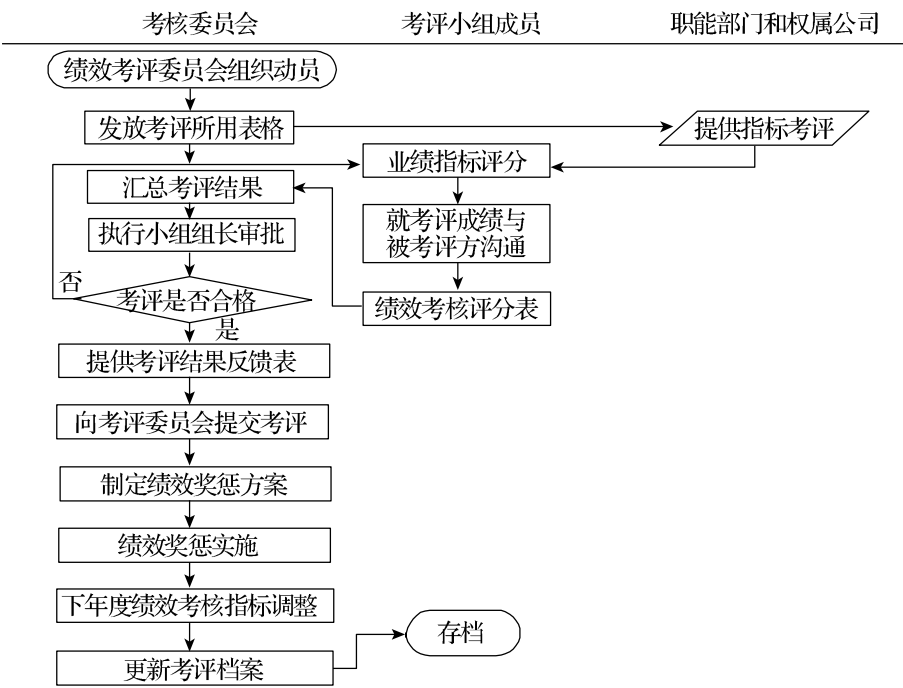 考核委员会
考评小组成员
职能部门和权属公司
绩效考评委员会组织动员
发放考评所用表格
提供指标考评
业绩指标评分
汇总考评结果
就考评成绩与
被考评方沟通
执行小组组长审批
否
考评是否合格
绩效考核评分表
是
提供考评结果反馈表
向考评委员会提交考评
制定绩效奖惩方案
绩效奖惩实施
下年度绩效考核指标调整
存档
更新考评档案